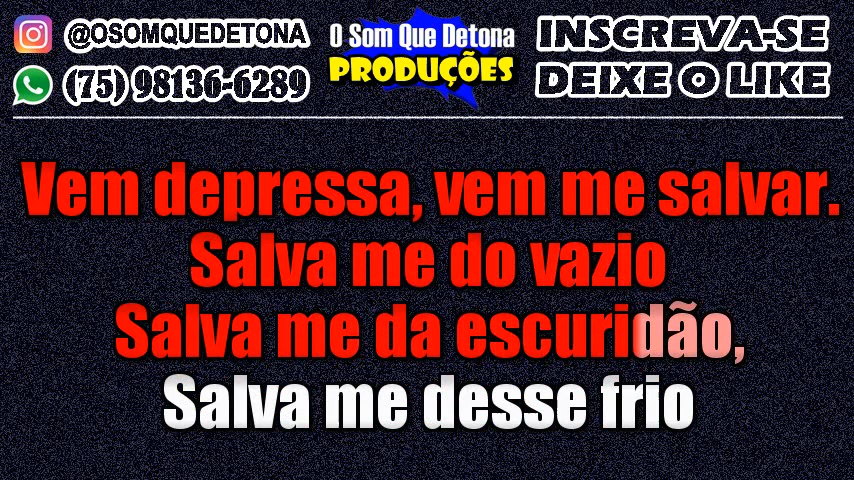 @OSOMQUEDETONA
(75) 98136-6289
O Som Que Detona
PRODUÇÕES
INSCREVA-SE
DEIXE O LIKE
Vem depressa, vem me salvar.
Salva me do vazio
Salva me da escuridão,
Salva me desse frio